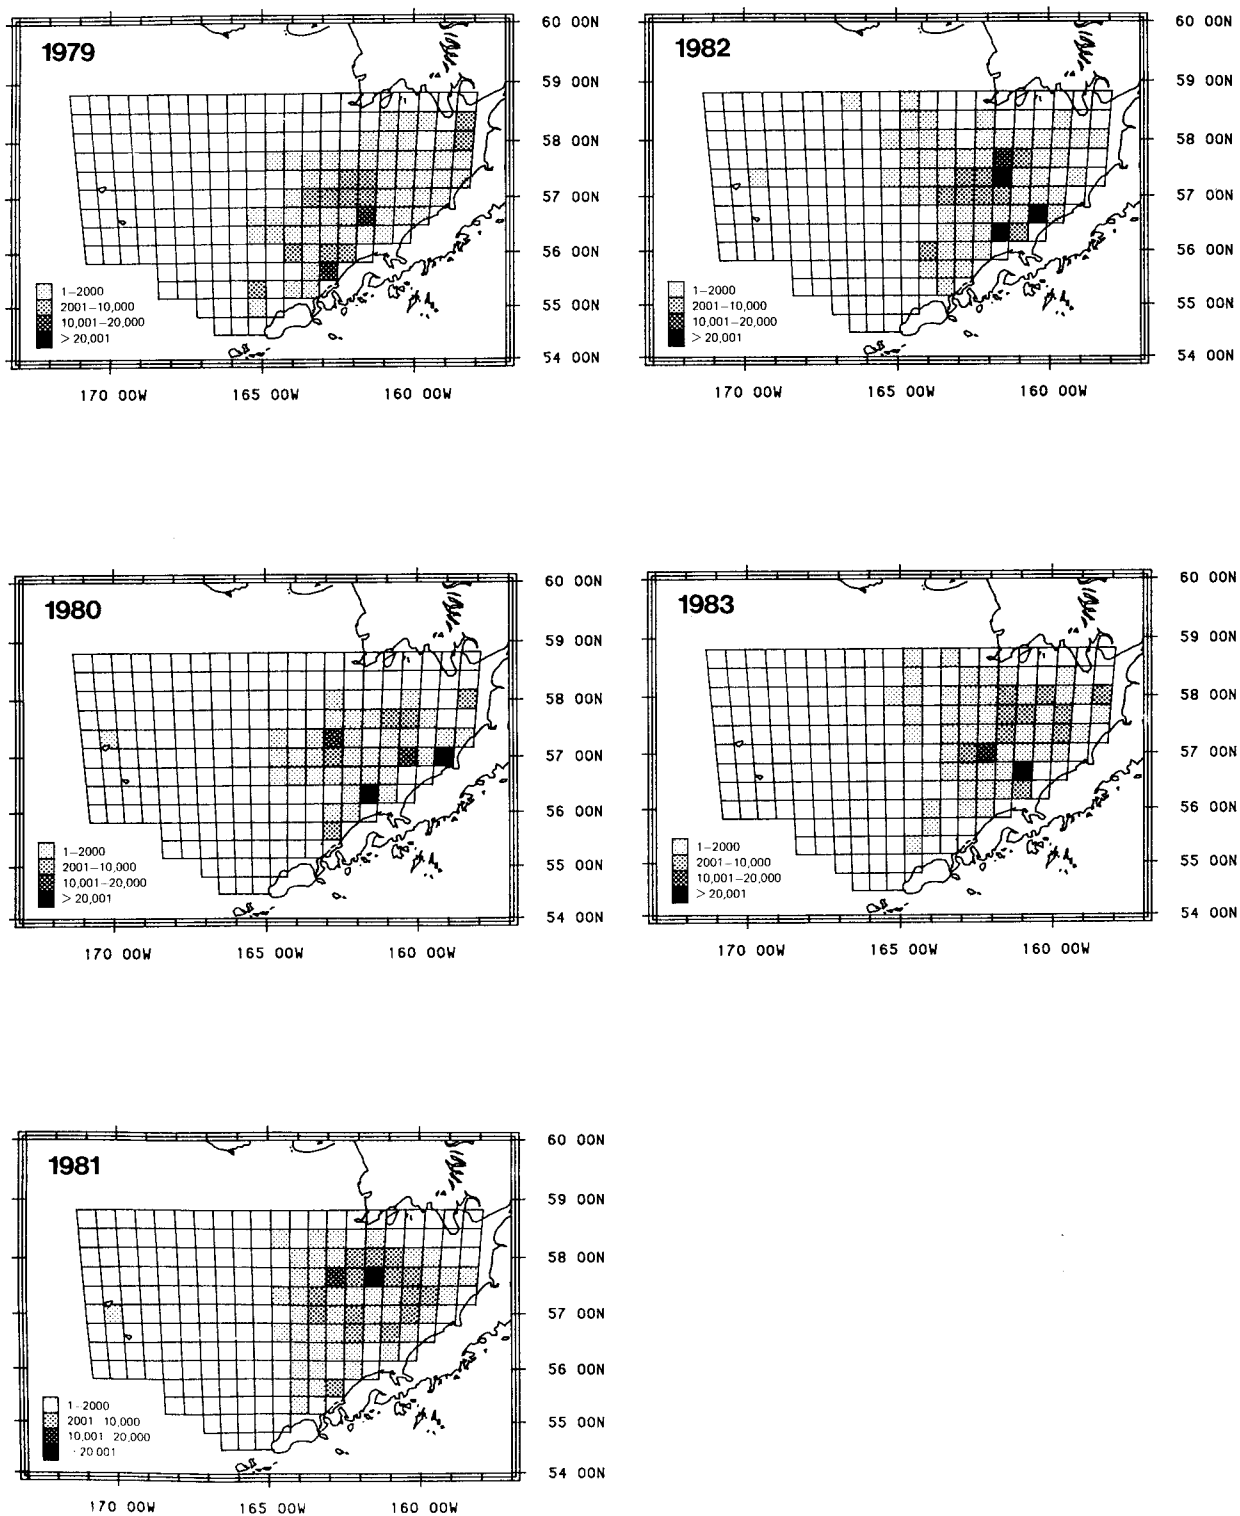 1979
60 00N
59 00N
58 00N
57 00N
56 00N
55 00N
54 00N
1–2000
2001–10,000
10,001–20,000
> 20,001
170 00W
165 00W
160 00W
1982
60 00N
59 00N
58 00N
57 00N
56 00N
55 00N
54 00N
1–2000
2001–10,000
10,001–20,000
> 20,001
170 00W
165 00W
160 00W
1980
60 00N
59 00N
58 00N
57 00N
56 00N
55 00N
54 00N
1–2000
2001–10,000
10,001–20,000
> 20,001
170 00W
165 00W
160 00W
1983
60 00N
59 00N
58 00N
57 00N
56 00N
55 00N
54 00N
1–2000
2001–10,000
10,001–20,000
> 20,001
170 00W
165 00W
160 00W
1981
60 00N
59 00N
58 00N
57 00N
56 00N
55 00N
54 00N
1–2000
2001 10,000
10,001 20,000
· 20 001
170 00W
165 00W
160 00W